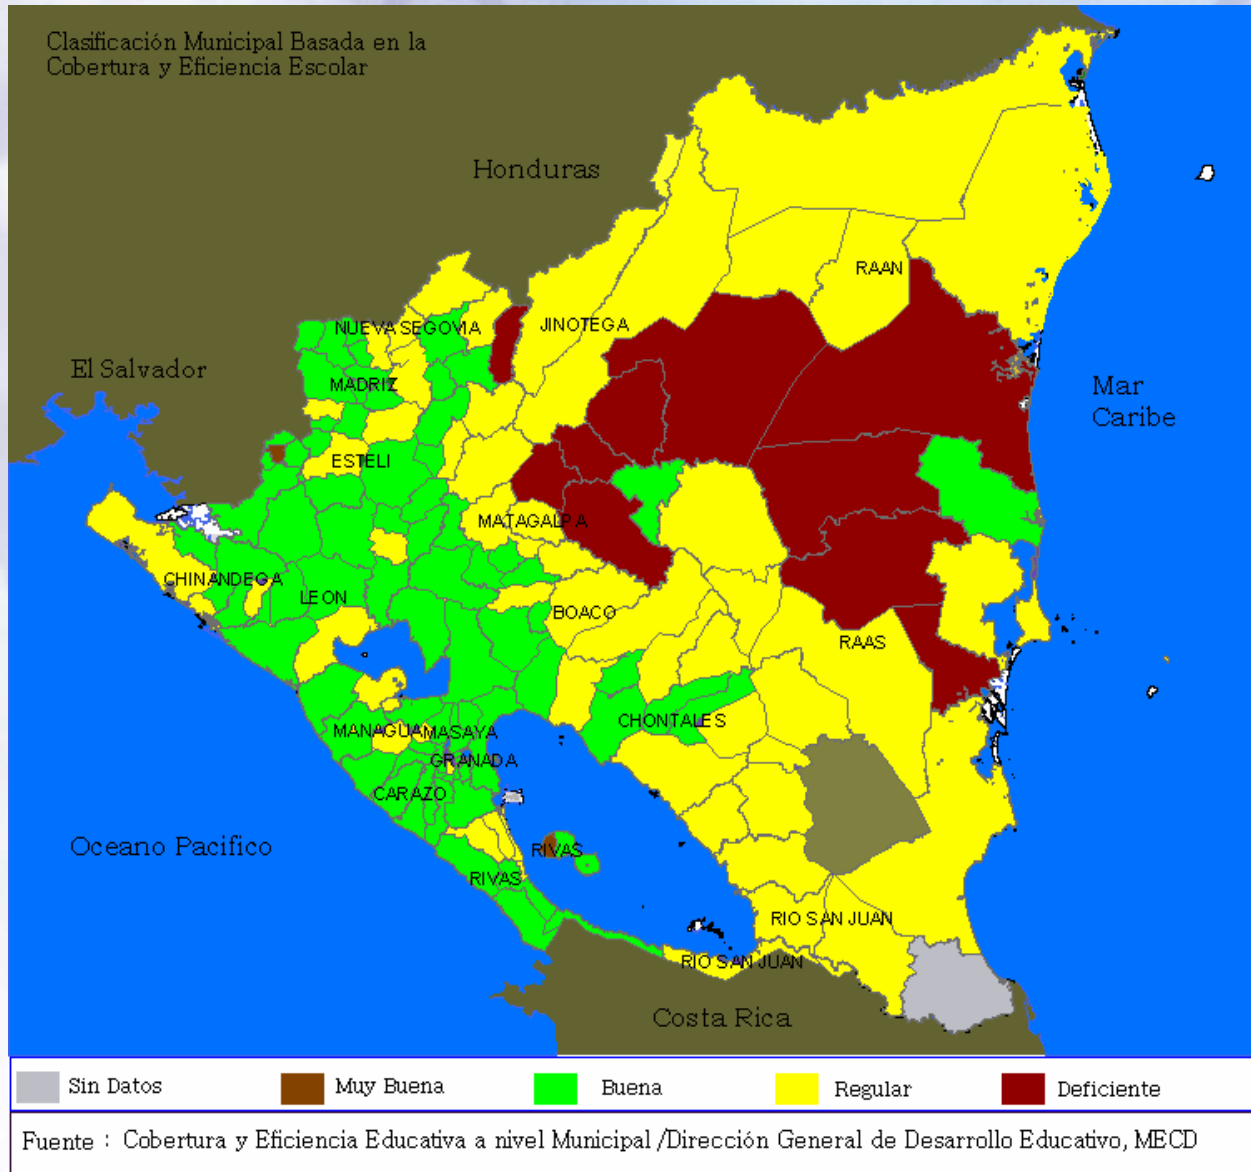 Clasificación Municipal Basada en la
Cobertura y Eficiencia Escolar
Honduras
RAAN
NUEVA SEGOVIA
JINOTEGA
El Salvador
MADRIZ
Mar
Caribe
ESTELI
MATAGALPA
CHINANDEGA
LEON
BOACO
RAAS
CHONTALES
MANAGUA
MASAYA
GRANADA
CARAZO
Oceano Pacifico
RIVAS
RIVAS
RIO SAN JUAN
RIO SAN JUAN
Costa Rica
Sin Datos
Muy Buena
Buena
Regular
Deficiente
Fuente : Cobertura y Eficiencia Educativa a nivel Municipal /Dirección General de Desarrollo Educativo, MECD